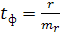 t_ф = r/m_r